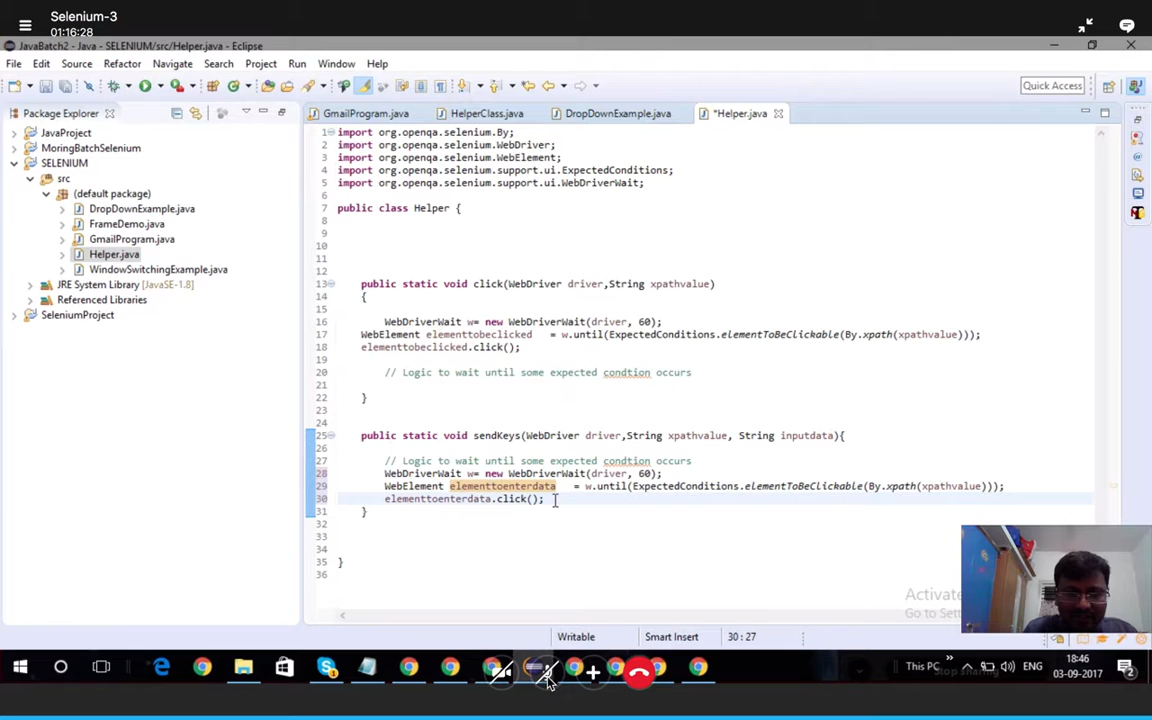 Selenium-3
01:16:28
JavaBatch2 - Java - SELENIUM/src/Helper.java - Eclipse
File Edit Source Refactor Navigate Search Project Run Window Help
Quick Access
Package Explorer
JavaProject
MoringBatchSelenium
SELENIUM
src
(default package)
DropDownExample.java
FrameDemo.java
GmailProgram.java
Helper.java
WindowSwitchingExample.java
JRE System Library [JavaSE-1.8]
Referenced Libraries
SeleniumProject
GmailProgram.java HelperClass.java DropDownExample.java *Helper.java
1 import org.openqa.selenium.By;
2 import org.openqa.selenium.WebDriver;
3 import org.openqa.selenium.WebElement;
4 import org.openqa.selenium.support.ui.ExpectedConditions;
5 import org.openqa.selenium.support.ui.WebDriverWait;
6
7 public class Helper {
8
9
10
11
12
13 public static void click(WebDriver driver,String xpathvalue)
14 {
15
16 WebDriverWait w= new WebDriverWait(driver, 60);
17 WebElement elementtobeclicked = w.until(ExpectedConditions.elementToBeClickable(By.xpath(xpathvalue)));
18 elementtobeclicked.click();
19
20 // Logic to wait until some expected condtion occurs
21
22 }
23
24
25 public static void sendKeys(WebDriver driver,String xpathvalue, String inputdata){
26
27 // Logic to wait until some expected condtion occurs
28 WebDriverWait w= new WebDriverWait(driver, 60);
29 WebElement elementtoenterdata = w.until(ExpectedConditions.elementToBeClickable(By.xpath(xpathvalue)));
30 elementtoenterdata.click();
31 }
32
33
34
35 }
36
Activate
Go to Set
Writable Smart Insert 30 : 27
This PC ENG 18:46
Stop sharing 03-09-2017 2